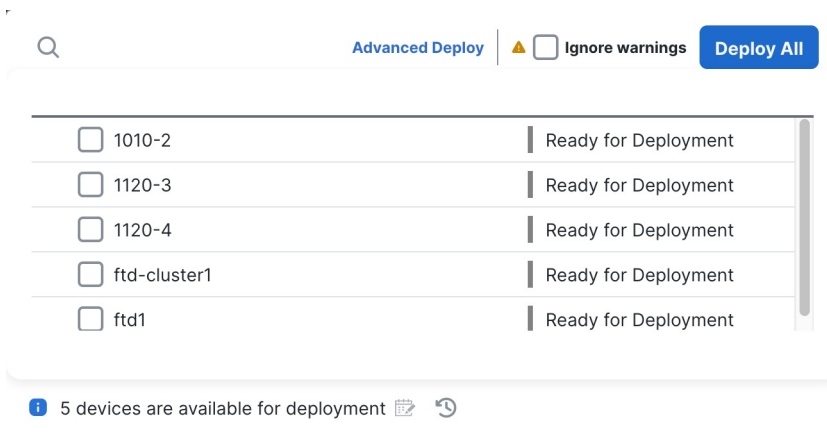 Advanced Deploy Ignore warnings Deploy All
1010-2 Ready for Deployment
1120-3 Ready for Deployment
1120-4 Ready for Deployment
ftd-cluster1 Ready for Deployment
ftd1 Ready for Deployment
5 devices are available for deployment